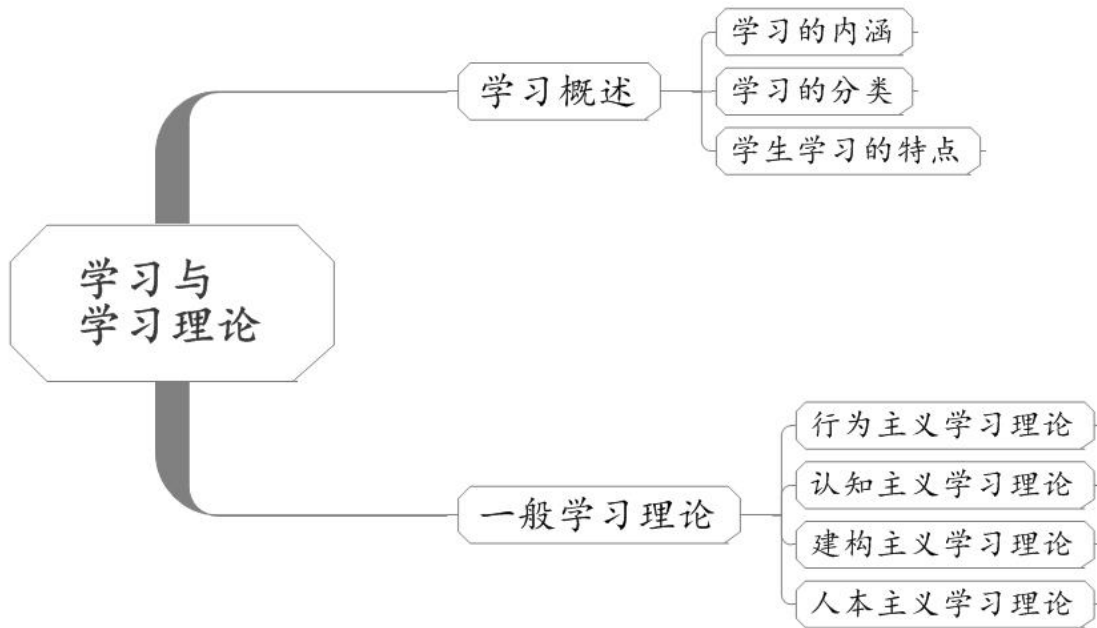 学习的内涵
学习概述
学习的分类
学生学习的特点
学习与
学习理论
行为主义学习理论
认知主义学习理论
一般学习理论
建构主义学习理论
人本主义学习理论